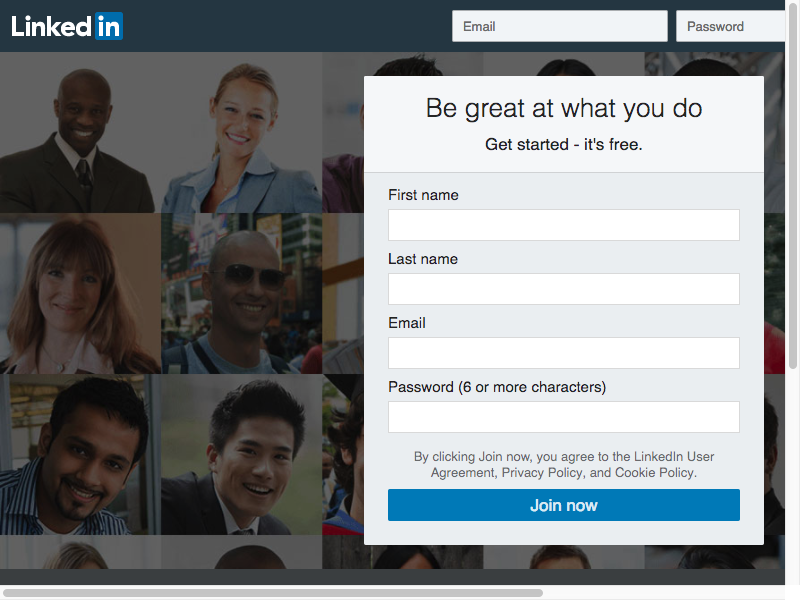 Linked in
Email
Password
Be great at what you do
Get started - it's free.
First name
Last name
Email
Password (6 or more characters)
By clicking Join now, you agree to the LinkedIn User
Agreement, Privacy Policy, and Cookie Policy.
Join now